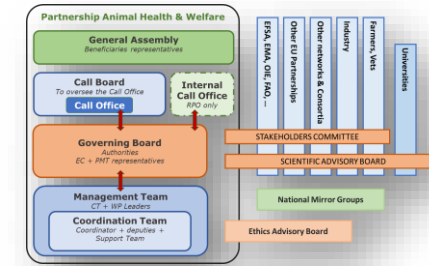 Partnership Animal Health & Welfare
General Assembly
Beneficiaries representatives
Call Board
To oversee the Call Office
Call Office
Internal
Call Office
RPO only
Governing Board
Authorities
EC + PMT representatives
Management Team
CT + WP Leaders
Coordination Team
Coordinator + deputies +
Support Team
EFSA, EMA, OIE, FAO, ...
Other EU Partnerships
Other networks & Consortia
Industry
Farmers, Vets
Universities
STAKEHOLDERS COMMITTEE
SCIENTIFIC ADVISORY BOARD
National Mirror Groups
Ethics Advisory Board